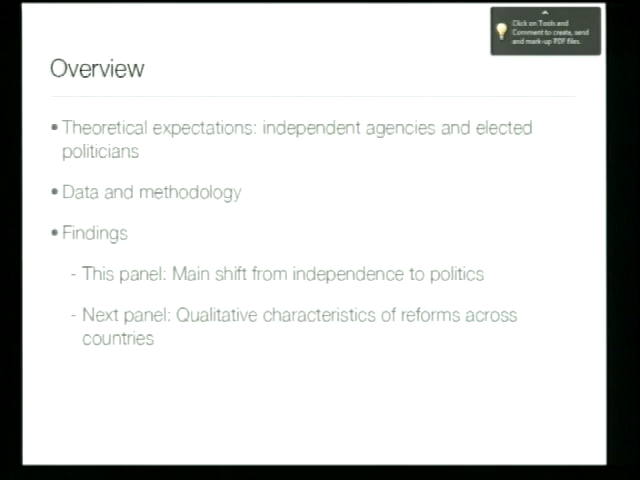 Click on Tools and
Comment to create, send
and mark-up PDF files.
Overview
• Theoretical expectations: independent agencies and elected
politicians
• Data and methodology
• Findings
- This panel: Main shift from independence to politics
- Next panel: Qualitative characteristics of reforms across
countries